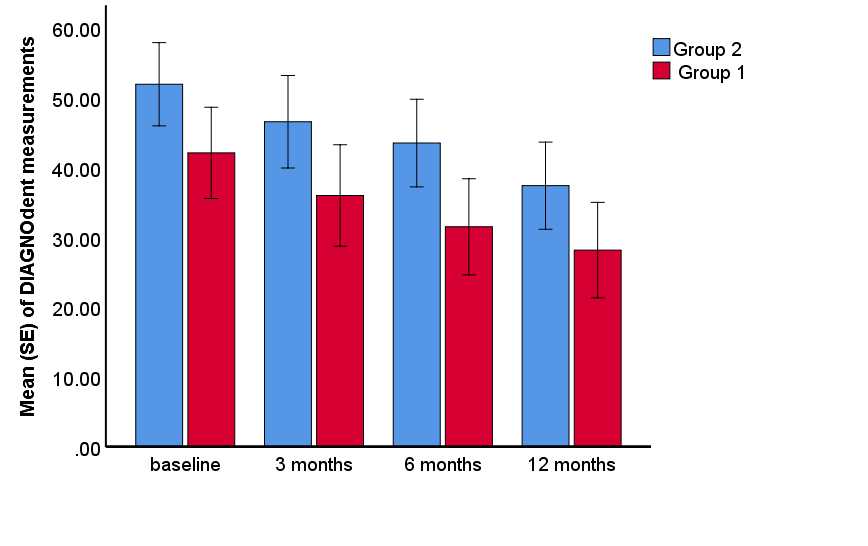 Mean (SE) of DIAGNOdent measurements
60.00
50.00
40.00
30.00
20.00
10.00
.00
baseline
3 months
6 months
12 months
Group 2
Group 1